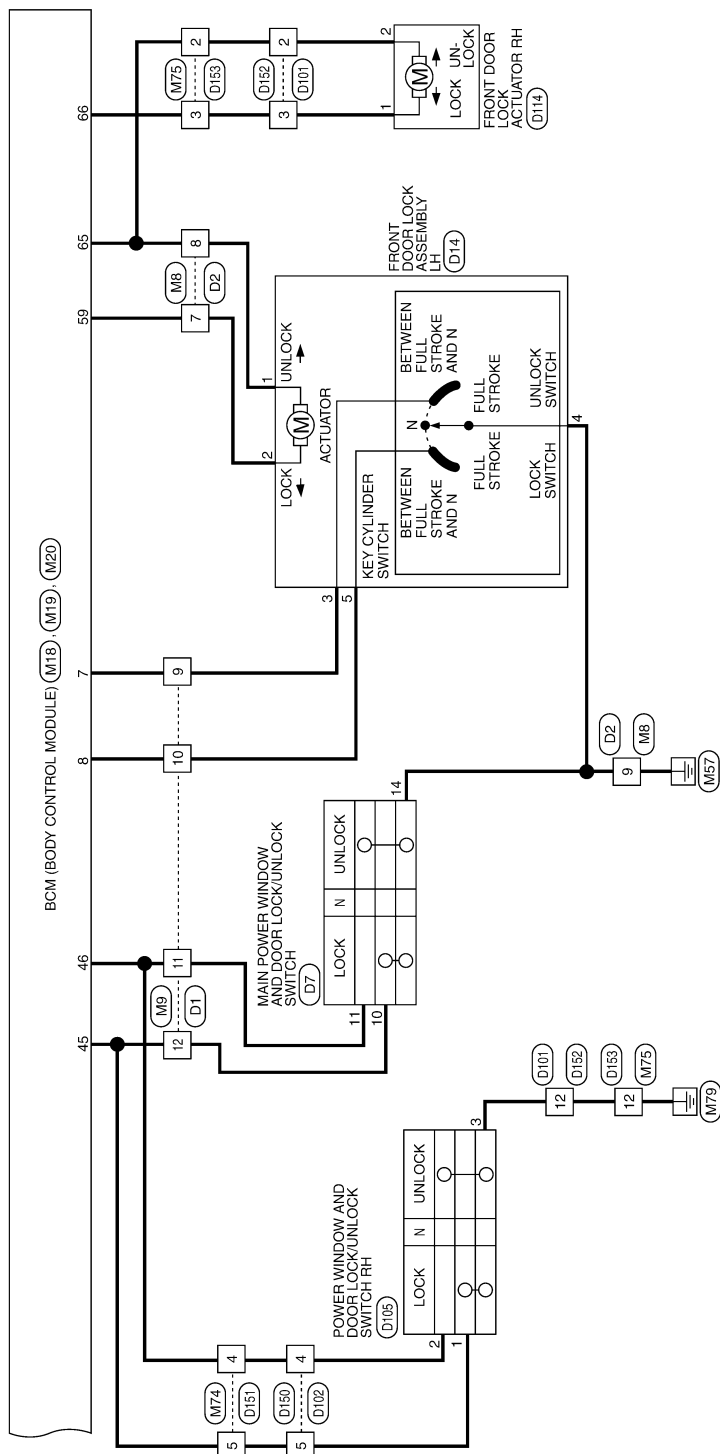 BCM (BODY CONTROL MODULE) M18 , M19 , M20
45
46
8
7
59
65
66
M9
D1
12
11
10
9
M8
D2
7
8
M75
D153
3
2
D152
D101
3
2
1
2
M
LOCK
UN-
LOCK
FRONT DOOR
LOCK
ACTUATOR RH
D114
FRONT
DOOR LOCK
ASSEMBLY
LH
D14
2
1
LOCK
UNLOCK
M
ACTUATOR
3
5
KEY CYLINDER
SWITCH
BETWEEN
FULL
STROKE
AND N
N
BETWEEN
FULL
STROKE
AND N
FULL
STROKE
FULL
STROKE
LOCK
SWITCH
UNLOCK
SWITCH
4
MAIN POWER WINDOW
AND DOOR LOCK/UNLOCK
SWITCH
D7
LOCK
N
UNLOCK
11
10
14
9
D2
M8
M57
M74
D151
5
4
D150
D102
5
4
POWER WINDOW AND
DOOR LOCK/UNLOCK
SWITCH RH
D105
LOCK
N
UNLOCK
2
1
3
12
D101
D152
12
D153
M75
M79